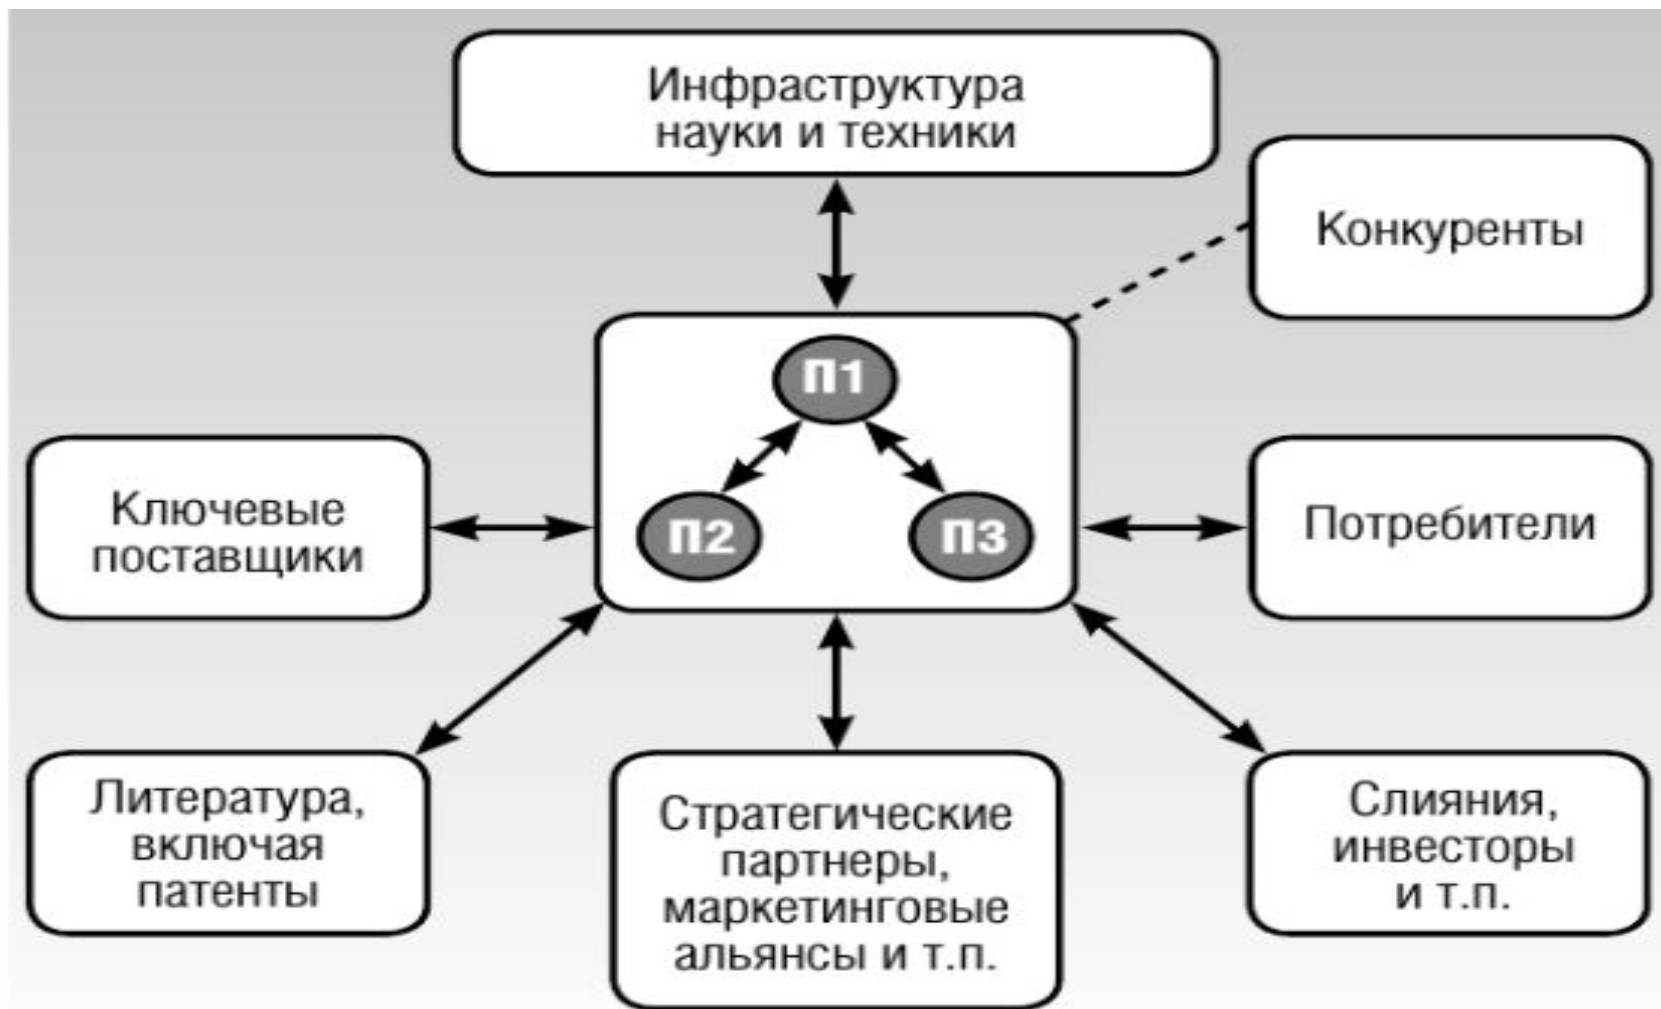 Инфраструктура
науки и техники
Конкуренты
П1
П2
П3
Ключевые
поставщики
Потребители
Литература,
включая
патенты
Стратегические
партнеры,
маркетинговые
альянсы и т.п.
Слияния,
инвесторы
и т.п.